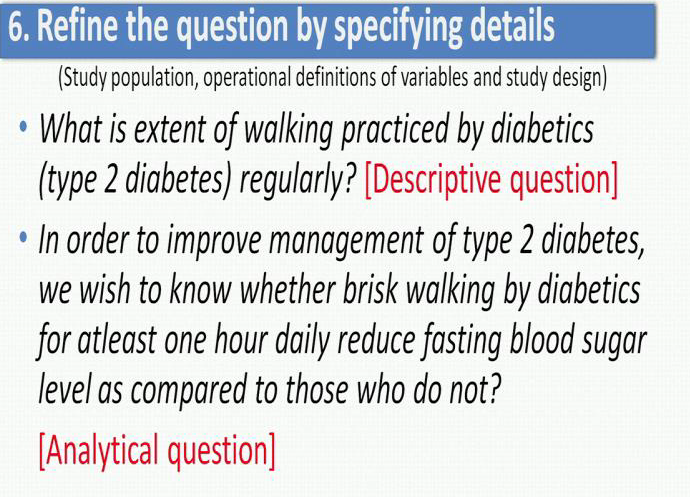 6. Refine the question by specifying details
(Study population, operational definitions of variables and study design)
• What is extent of walking practiced by diabetics
(type 2 diabetes) regularly? [Descriptive question]
• In order to improve management of type 2 diabetes,
we wish to know whether brisk walking by diabetics
for atleast one hour daily reduce fasting blood sugar
level as compared to those who do not?
[Analytical question]